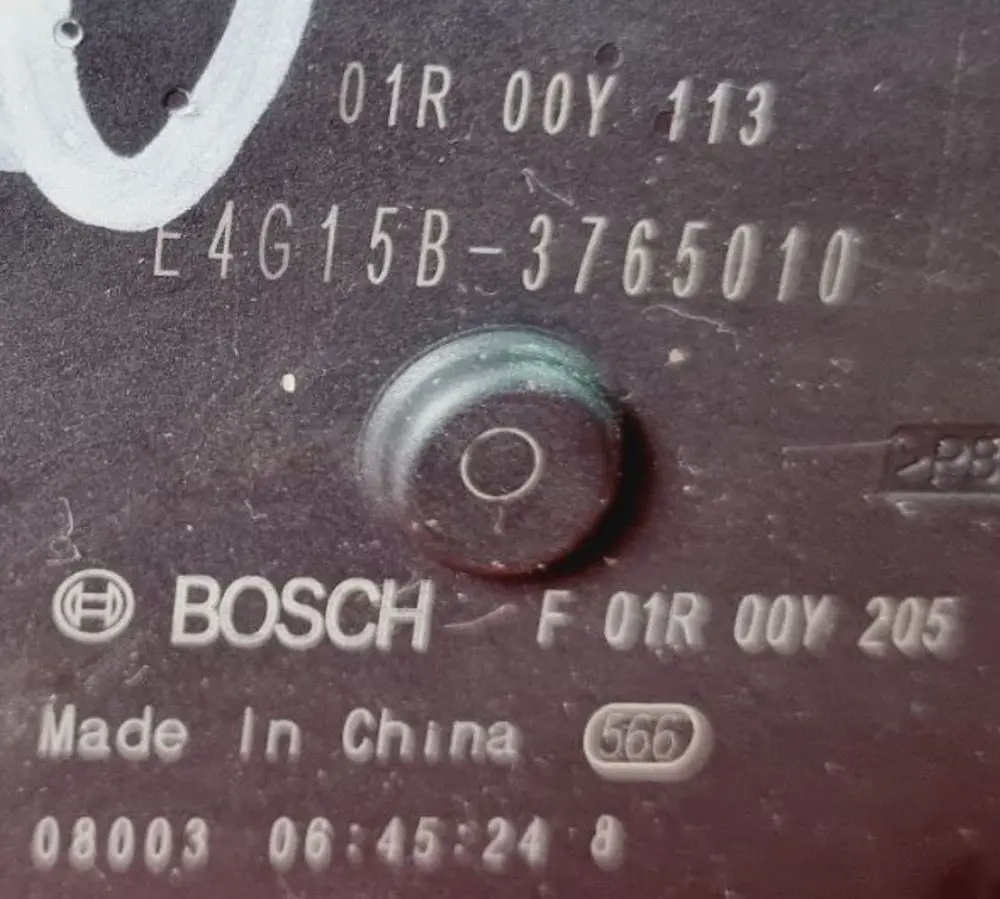 01R 00Y 113
E4G15B-3765010
BOSCH F 01R 00Y 205
Made In China 566
08003 06:45:24 8